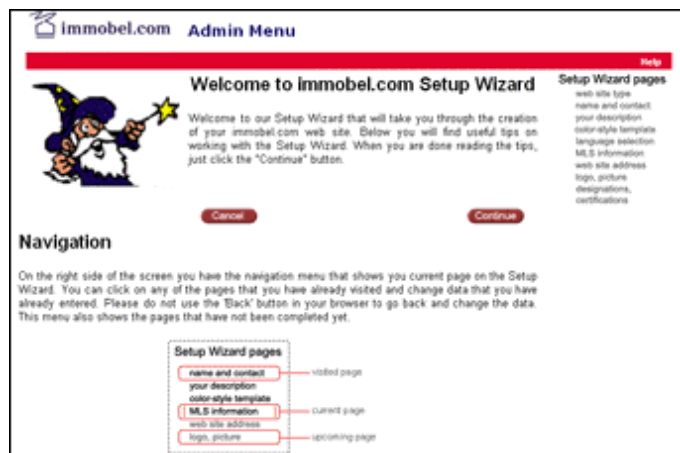 immobel.com Admin Menu
Help
Welcome to immobel.com Setup Wizard
Welcome to our Setup Wizard that will take you through the creation
of your immobel.com web site. Below you will find useful tips on
working with the Setup Wizard. When you are done reading the tips,
just click the "Continue" button.
Cancel
Continue
Setup Wizard pages
web site type
name and contact
your description
color-style template
language selection
MLS information
web site address
logo, picture
designations,
certifications
Navigation
On the right side of the screen you have the navigation menu that shows you current page on the Setup
Wizard. You can click on any of the pages that you have already visited and change data that you have
already entered. Please do not use the 'Back' button in your browser to go back and change the data.
This menu also shows the pages that have not been completed yet.
Setup Wizard pages
name and contact visited page
your description
color-style template
MLS information current page
web site address
logo, picture upcoming page